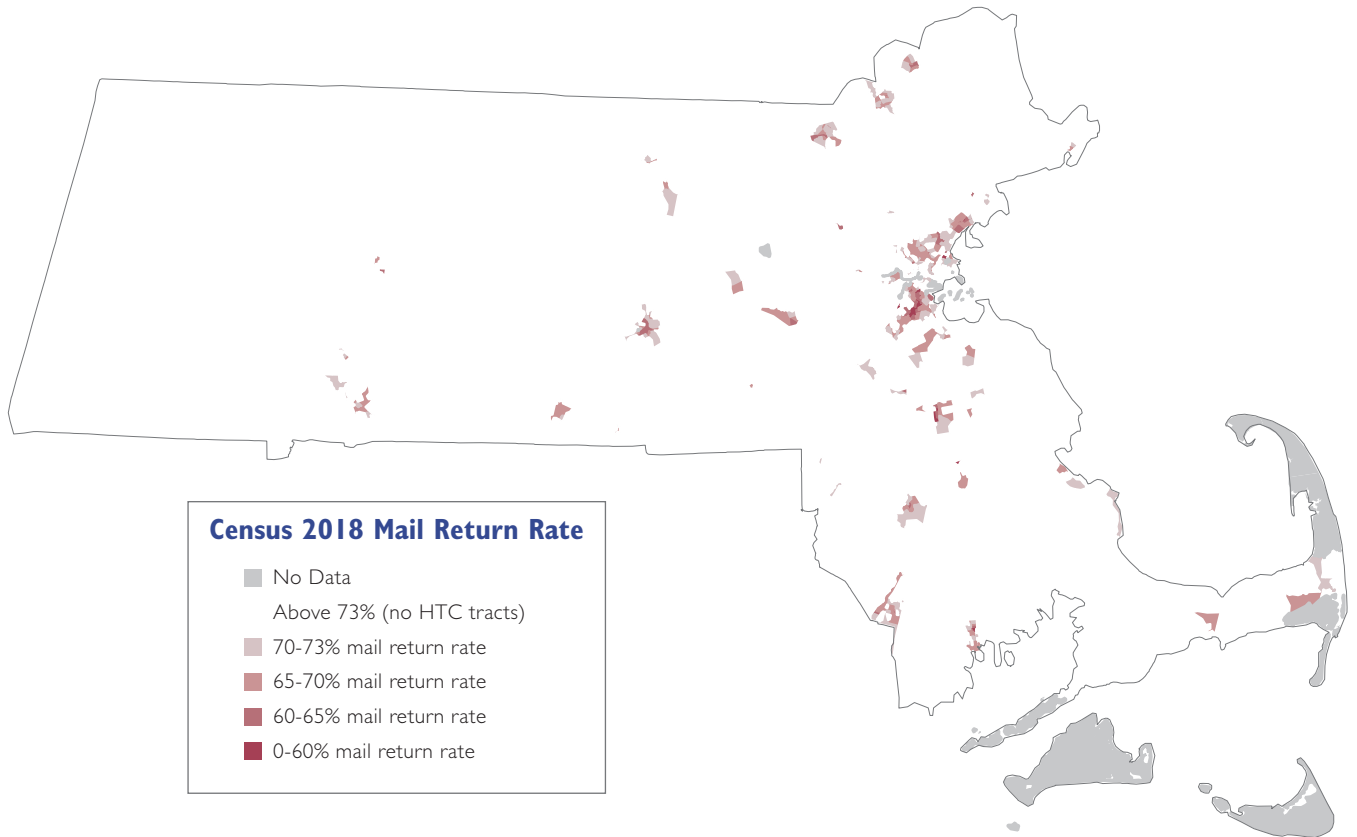 Census 2018 Mail Return Rate
No Data
Above 73% (no HTC tracts)
70-73% mail return rate
65-70% mail return rate
60-65% mail return rate
0-60% mail return rate